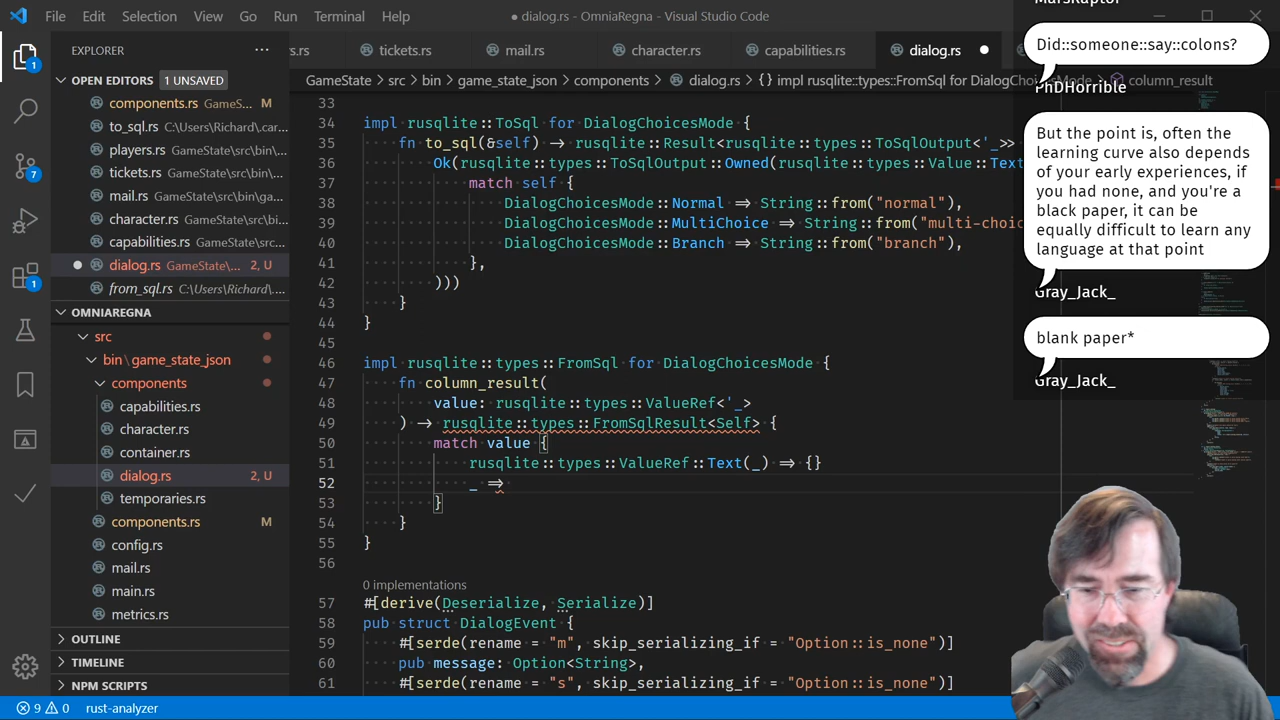 File Edit Selection View Go Run Terminal Help
● dialog.rs - OmniaRegna - Visual Studio Code
EXPLORER
OPEN EDITORS 1 UNSAVED
components.rs GameState\... M
to_sql.rs C:\Users\Richard\.car...
players.rs GameState\src\bin\...
tickets.rs GameState\src\bin\...
mail.rs GameState\src\bin\ga...
character.rs GameState\src\bi...
capabilities.rs GameState\src...
dialog.rs GameState\... 2, U
from_sql.rs C:\Users\Richard\...
OMNIAREGNA
src
bin\game_state_json
components
capabilities.rs
character.rs
container.rs
dialog.rs 2, U
temporaries.rs
components.rs M
config.rs
mail.rs
main.rs
metrics.rs
OUTLINE
TIMELINE
NPM SCRIPTS
rs.rs tickets.rs mail.rs character.rs capabilities.rs dialog.rs
GameState > src > bin > game_state_json > components > dialog.rs > {} impl rusqlite::types::FromSql for DialogChoicesMode > column_result
33
34 impl rusqlite::ToSql for DialogChoicesMode {
35 fn to_sql(&self) -> rusqlite::Result<rusqlite::types::ToSqlOutput<'_>>
36 Ok(rusqlite::types::ToSqlOutput::Owned(rusqlite::types::Value::Text
37 match self {
38 DialogChoicesMode::Normal => String::from("normal"),
39 DialogChoicesMode::MultiChoice => String::from("multi-choi
40 DialogChoicesMode::Branch => String::from("branch"),
41 },
42 )))
43 }
44 }
45
46 impl rusqlite::types::FromSql for DialogChoicesMode {
47 fn column_result(
48 value: rusqlite::types::ValueRef<'_>
49 ) -> rusqlite::types::FromSqlResult<Self> {
50 match value {
51 rusqlite::types::ValueRef::Text(_) => {}
52 _ =>
53 }
54 }
55 }
56
0 implementations
57 #[derive(Deserialize, Serialize)]
58 pub struct DialogEvent {
59 #[serde(rename = "m", skip_serializing_if = "Option::is_none")]
60 pub message: Option<String>,
61 #[serde(rename = "s", skip_serializing_if = "Option::is_none")]
MarsRaptor
Did::someone::say::colons?
PhDHorrible
But the point is, often the
learning curve also depends
of your early experiences, if
you had none, and you're a
black paper, it can be
equally difficult to learn any
language at that point
Gray_Jack_
blank paper*
Gray_Jack_
9 0 rust-analyzer